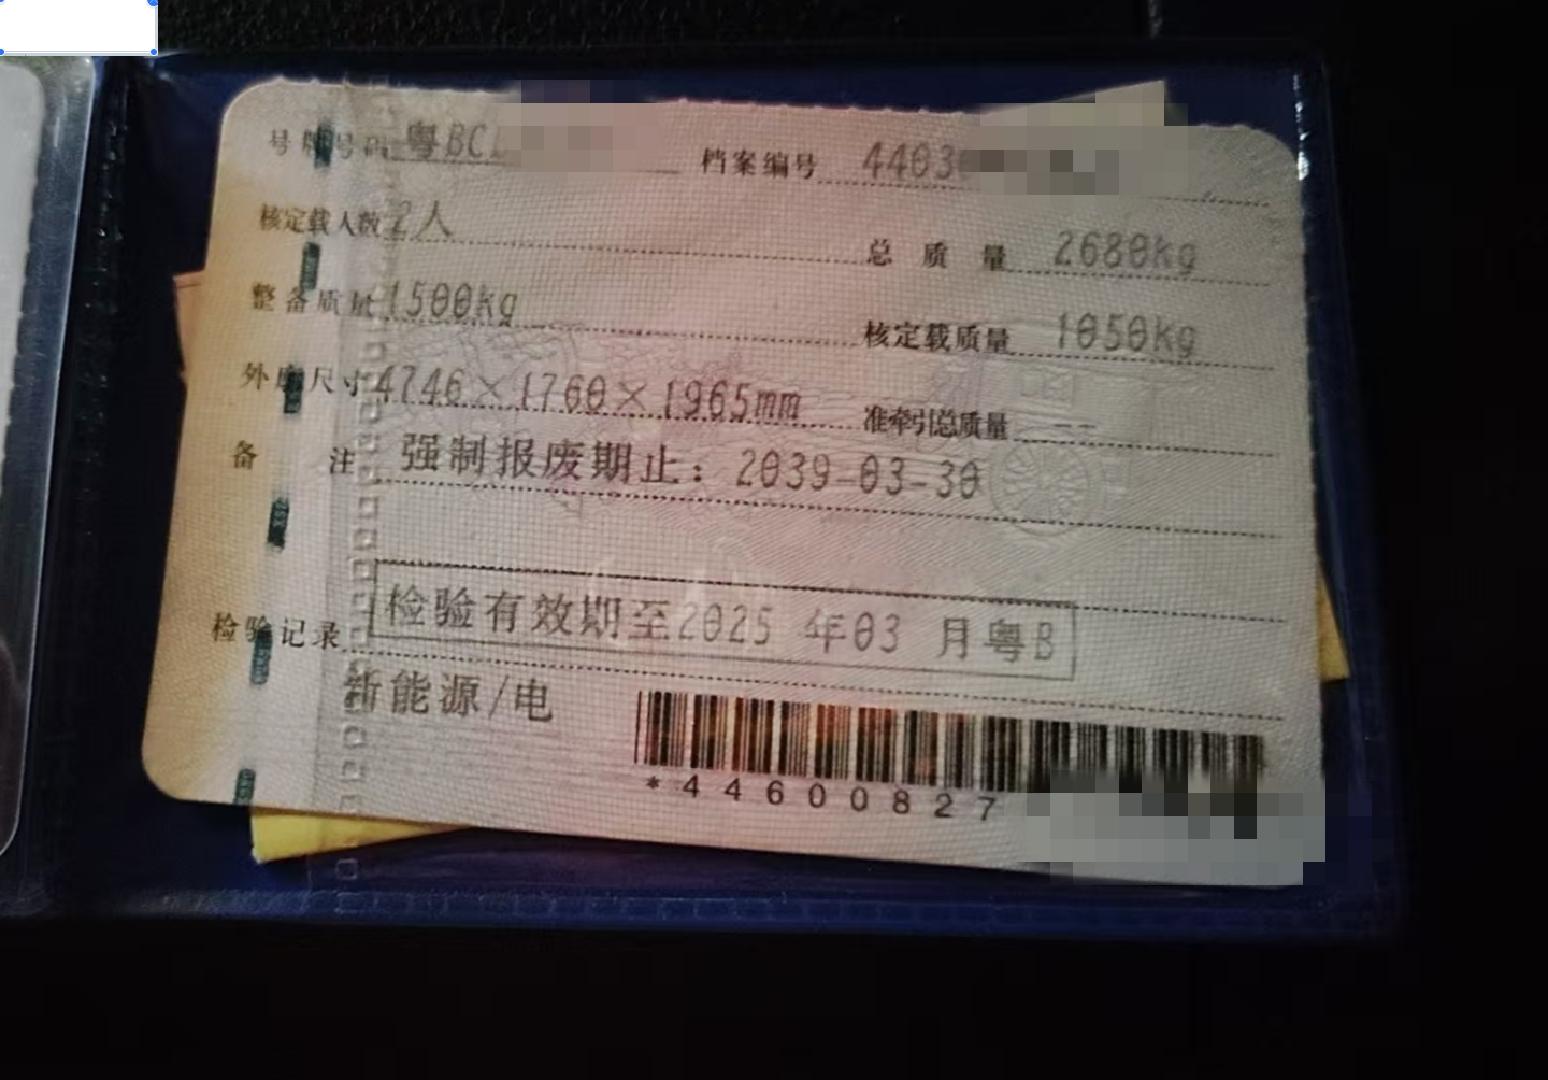 号牌号码 粤BCL 档案编号 4403
核定载人数 2人 总质量 2680kg
整备质量 1500kg 核定载质量 1050kg
外廓尺寸 4746×1760×1965mm 准牵引总质量 --
备注 强制报废期止：2039-03-30
检验记录 检验有效期至2025 年03 月粤B
新能源/电
*44600827